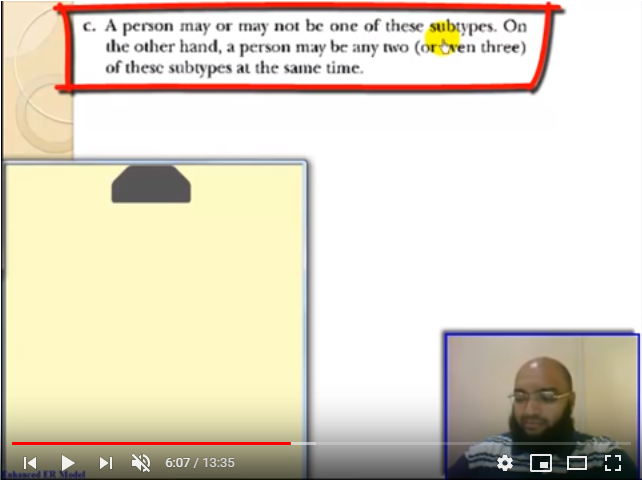 c. A person may or may not be one of these subtypes. On
the other hand, a person may be any two (or even three)
of these subtypes at the same time.
6:07 / 13:35
Enhanced ER Model